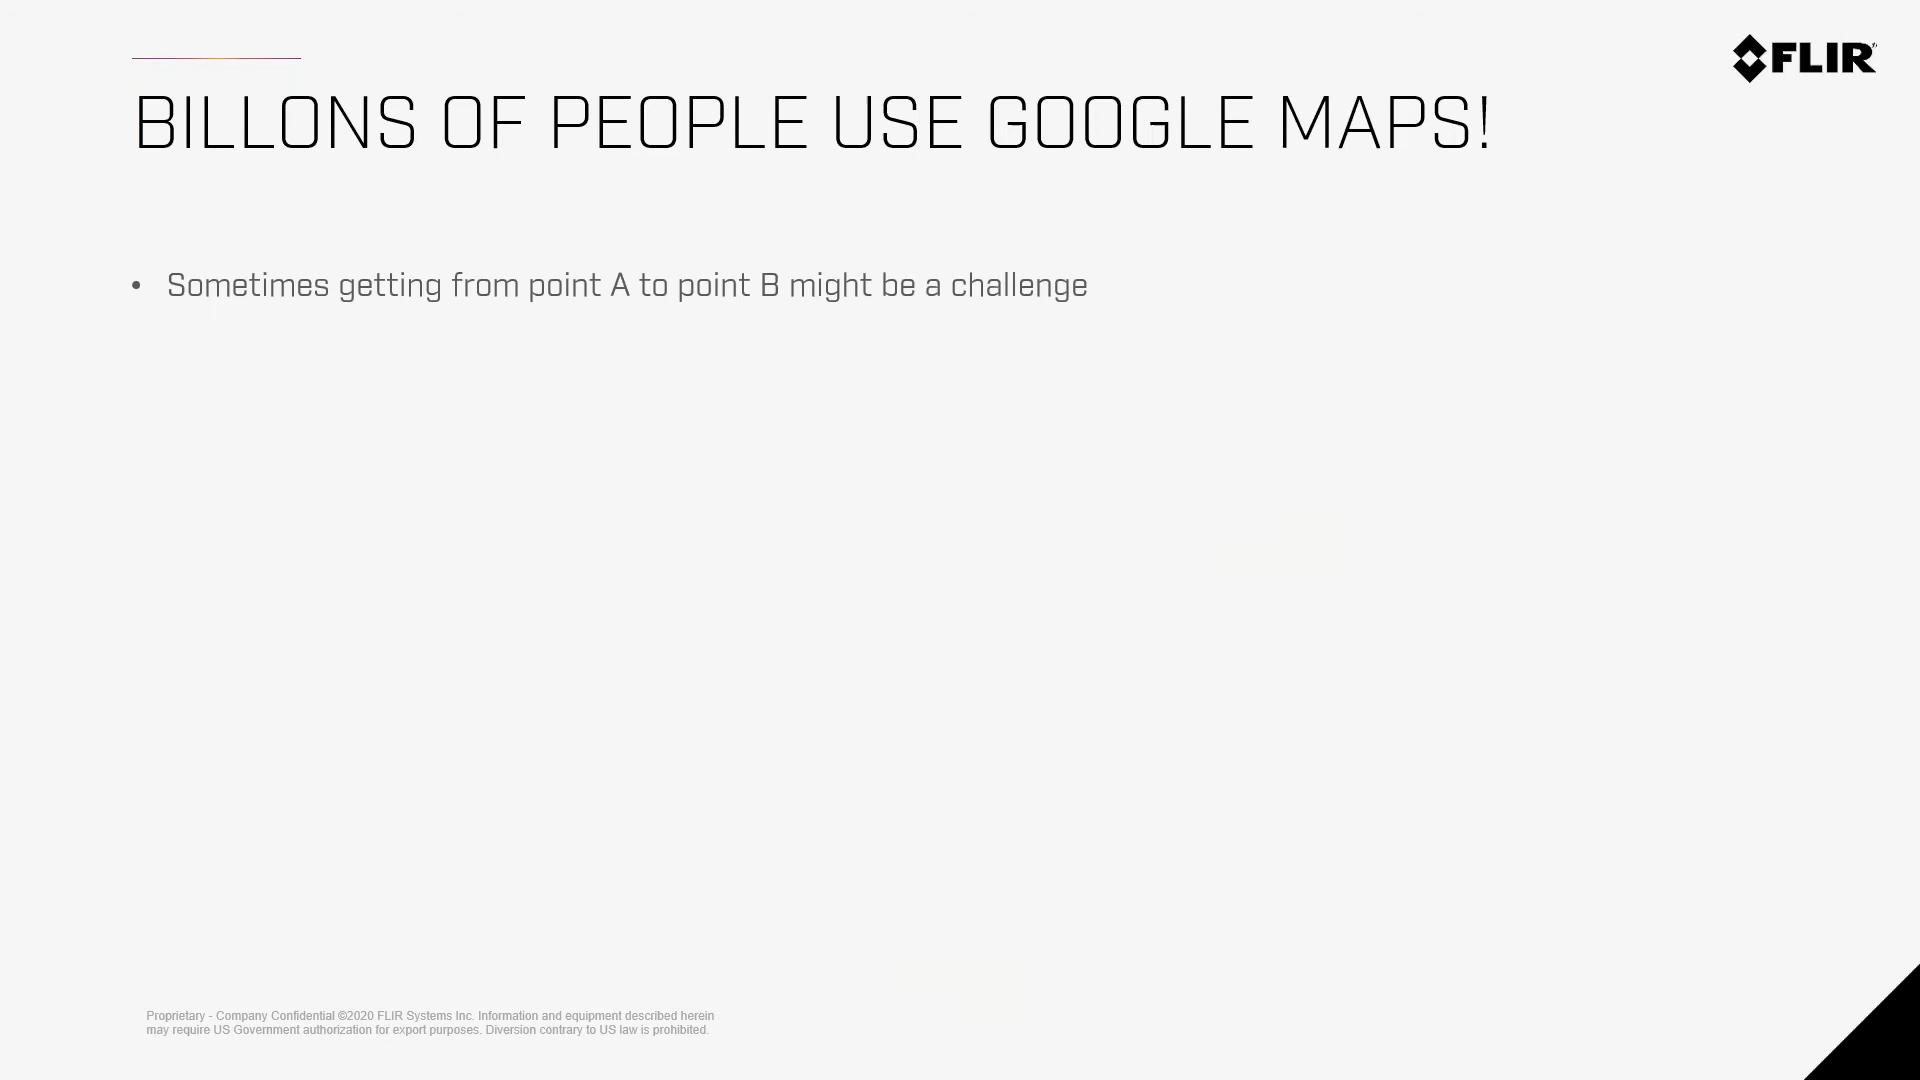 FLIR
BILLONS OF PEOPLE USE GOOGLE MAPS!
• Sometimes getting from point A to point B might be a challenge
Proprietary - Company Confidential ©2020 FLIR Systems Inc. Information and equipment described herein
may require US Government authorization for export purposes. Diversion contrary to US law is prohibited.